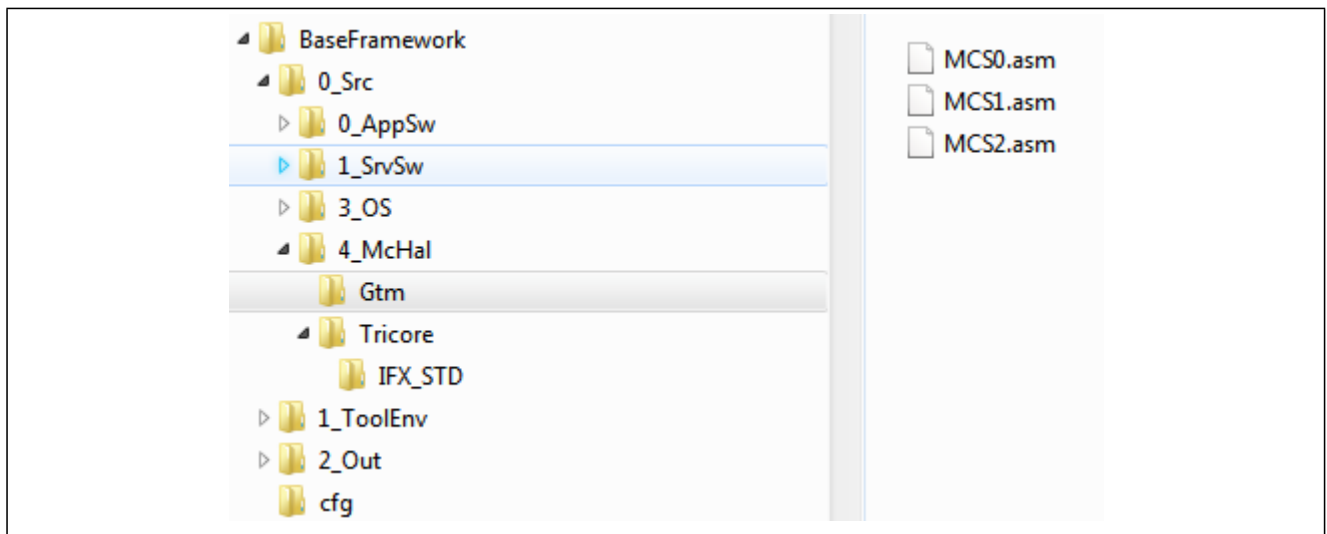 BaseFramework
0_Src
0_AppSw
1_SrvSw
3_OS
4_McHal
Gtm
Tricore
IFX_STD
1_ToolEnv
2_Out
cfg
MCS0.asm
MCS1.asm
MCS2.asm